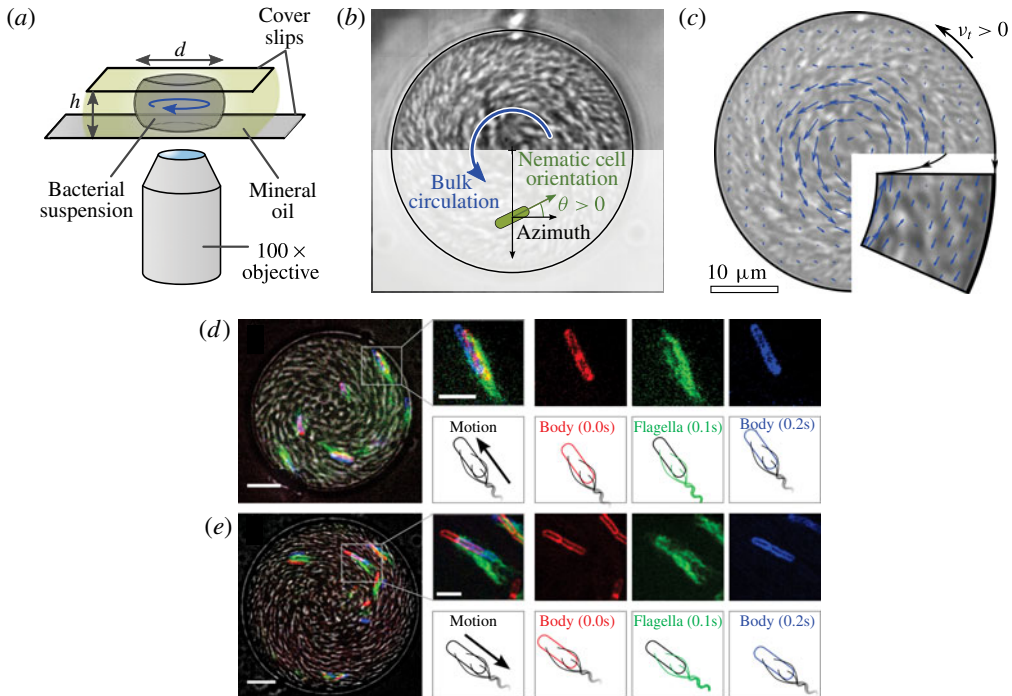 (a)
Cover
slips
d
h
Bacterial
suspension
Mineral
oil
100 ×
objective
(b)
Bulk
circulation
Nematic cell
orientation
θ > 0
Azimuth
(c)
νt > 0
10 μm
(d)
Motion
Body (0.0s)
Flagella (0.1s)
Body (0.2s)
(e)
Motion
Body (0.0s)
Flagella (0.1s)
Body (0.2s)